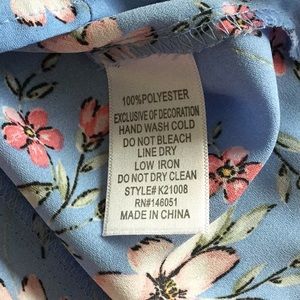 100%POLYESTER
EXCLUSIVE OF DECORATION
HAND WASH COLD
DO NOT BLEACH
LINE DRY
LOW IRON
DO NOT DRY CLEAN
STYLE# K21008
RN#146051
MADE IN CHINA